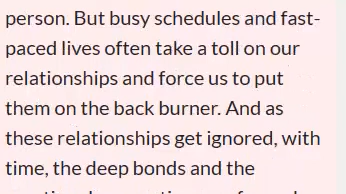 person. But busy schedules and fast-
paced lives often take a toll on our
relationships and force us to put
them on the back burner. And as
these relationships get ignored, with
time, the deep bonds and the